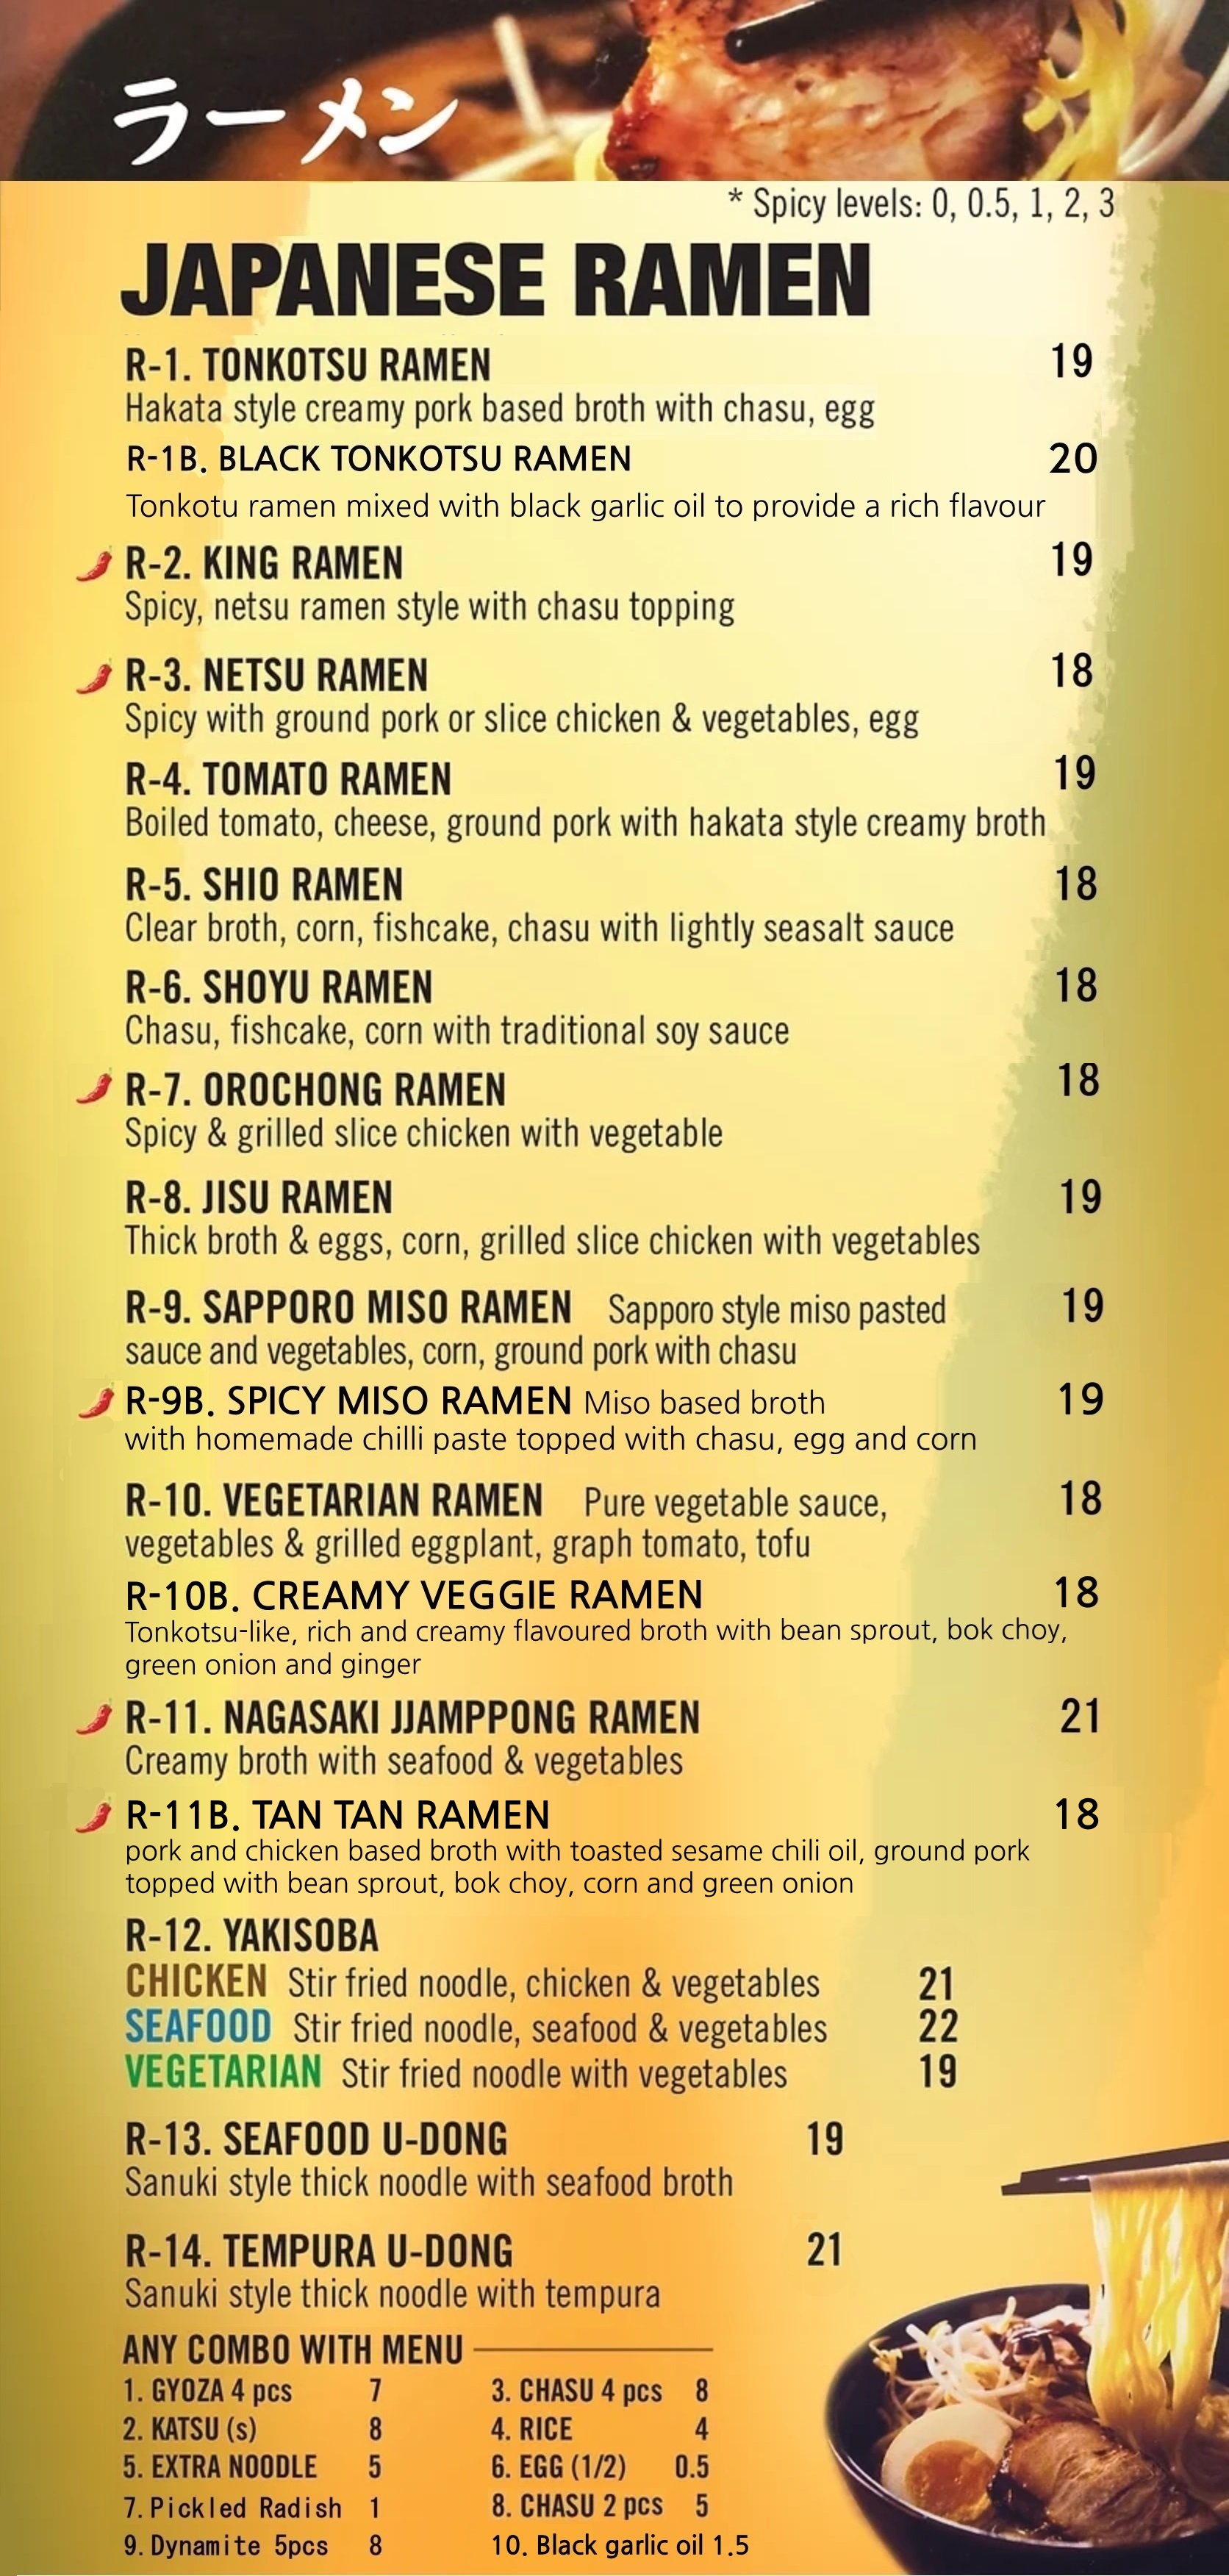 ラーメン
* Spicy levels: 0, 0.5, 1, 2, 3
JAPANESE RAMEN
R-1. TONKOTSU RAMEN 19
Hakata style creamy pork based broth with chasu, egg
R-1B. BLACK TONKOTSU RAMEN 20
Tonkotu ramen mixed with black garlic oil to provide a rich flavour
R-2. KING RAMEN 19
Spicy, netsu ramen style with chasu topping
R-3. NETSU RAMEN 18
Spicy with ground pork or slice chicken & vegetables, egg
R-4. TOMATO RAMEN 19
Boiled tomato, cheese, ground pork with hakata style creamy broth
R-5. SHIO RAMEN 18
Clear broth, corn, fishcake, chasu with lightly seasalt sauce
R-6. SHOYU RAMEN 18
Chasu, fishcake, corn with traditional soy sauce
R-7. OROCHONG RAMEN 18
Spicy & grilled slice chicken with vegetable
R-8. JISU RAMEN 19
Thick broth & eggs, corn, grilled slice chicken with vegetables
R-9. SAPPORO MISO RAMEN Sapporo style miso pasted 19
sauce and vegetables, corn, ground pork with chasu
R-9B. SPICY MISO RAMEN Miso based broth 19
with homemade chilli paste topped with chasu, egg and corn
R-10. VEGETARIAN RAMEN Pure vegetable sauce, 18
vegetables & grilled eggplant, graph tomato, tofu
R-10B. CREAMY VEGGIE RAMEN 18
Tonkotsu-like, rich and creamy flavoured broth with bean sprout, bok choy,
green onion and ginger
R-11. NAGASAKI JJAMPPONG RAMEN 21
Creamy broth with seafood & vegetables
R-11B. TAN TAN RAMEN 18
pork and chicken based broth with toasted sesame chili oil, ground pork
topped with bean sprout, bok choy, corn and green onion
R-12. YAKISOBA
CHICKEN Stir fried noodle, chicken & vegetables 21
SEAFOOD Stir fried noodle, seafood & vegetables 22
VEGETARIAN Stir fried noodle with vegetables 19
R-13. SEAFOOD U-DONG 19
Sanuki style thick noodle with seafood broth
R-14. TEMPURA U-DONG 21
Sanuki style thick noodle with tempura
ANY COMBO WITH MENU
1. GYOZA 4 pcs 7 3. CHASU 4 pcs 8
2. KATSU (s) 8 4. RICE 4
5. EXTRA NOODLE 5 6. EGG (1/2) 0.5
7. Pickled Radish 1 8. CHASU 2 pcs 5
9. Dynamite 5pcs 8 10. Black garlic oil 1.5